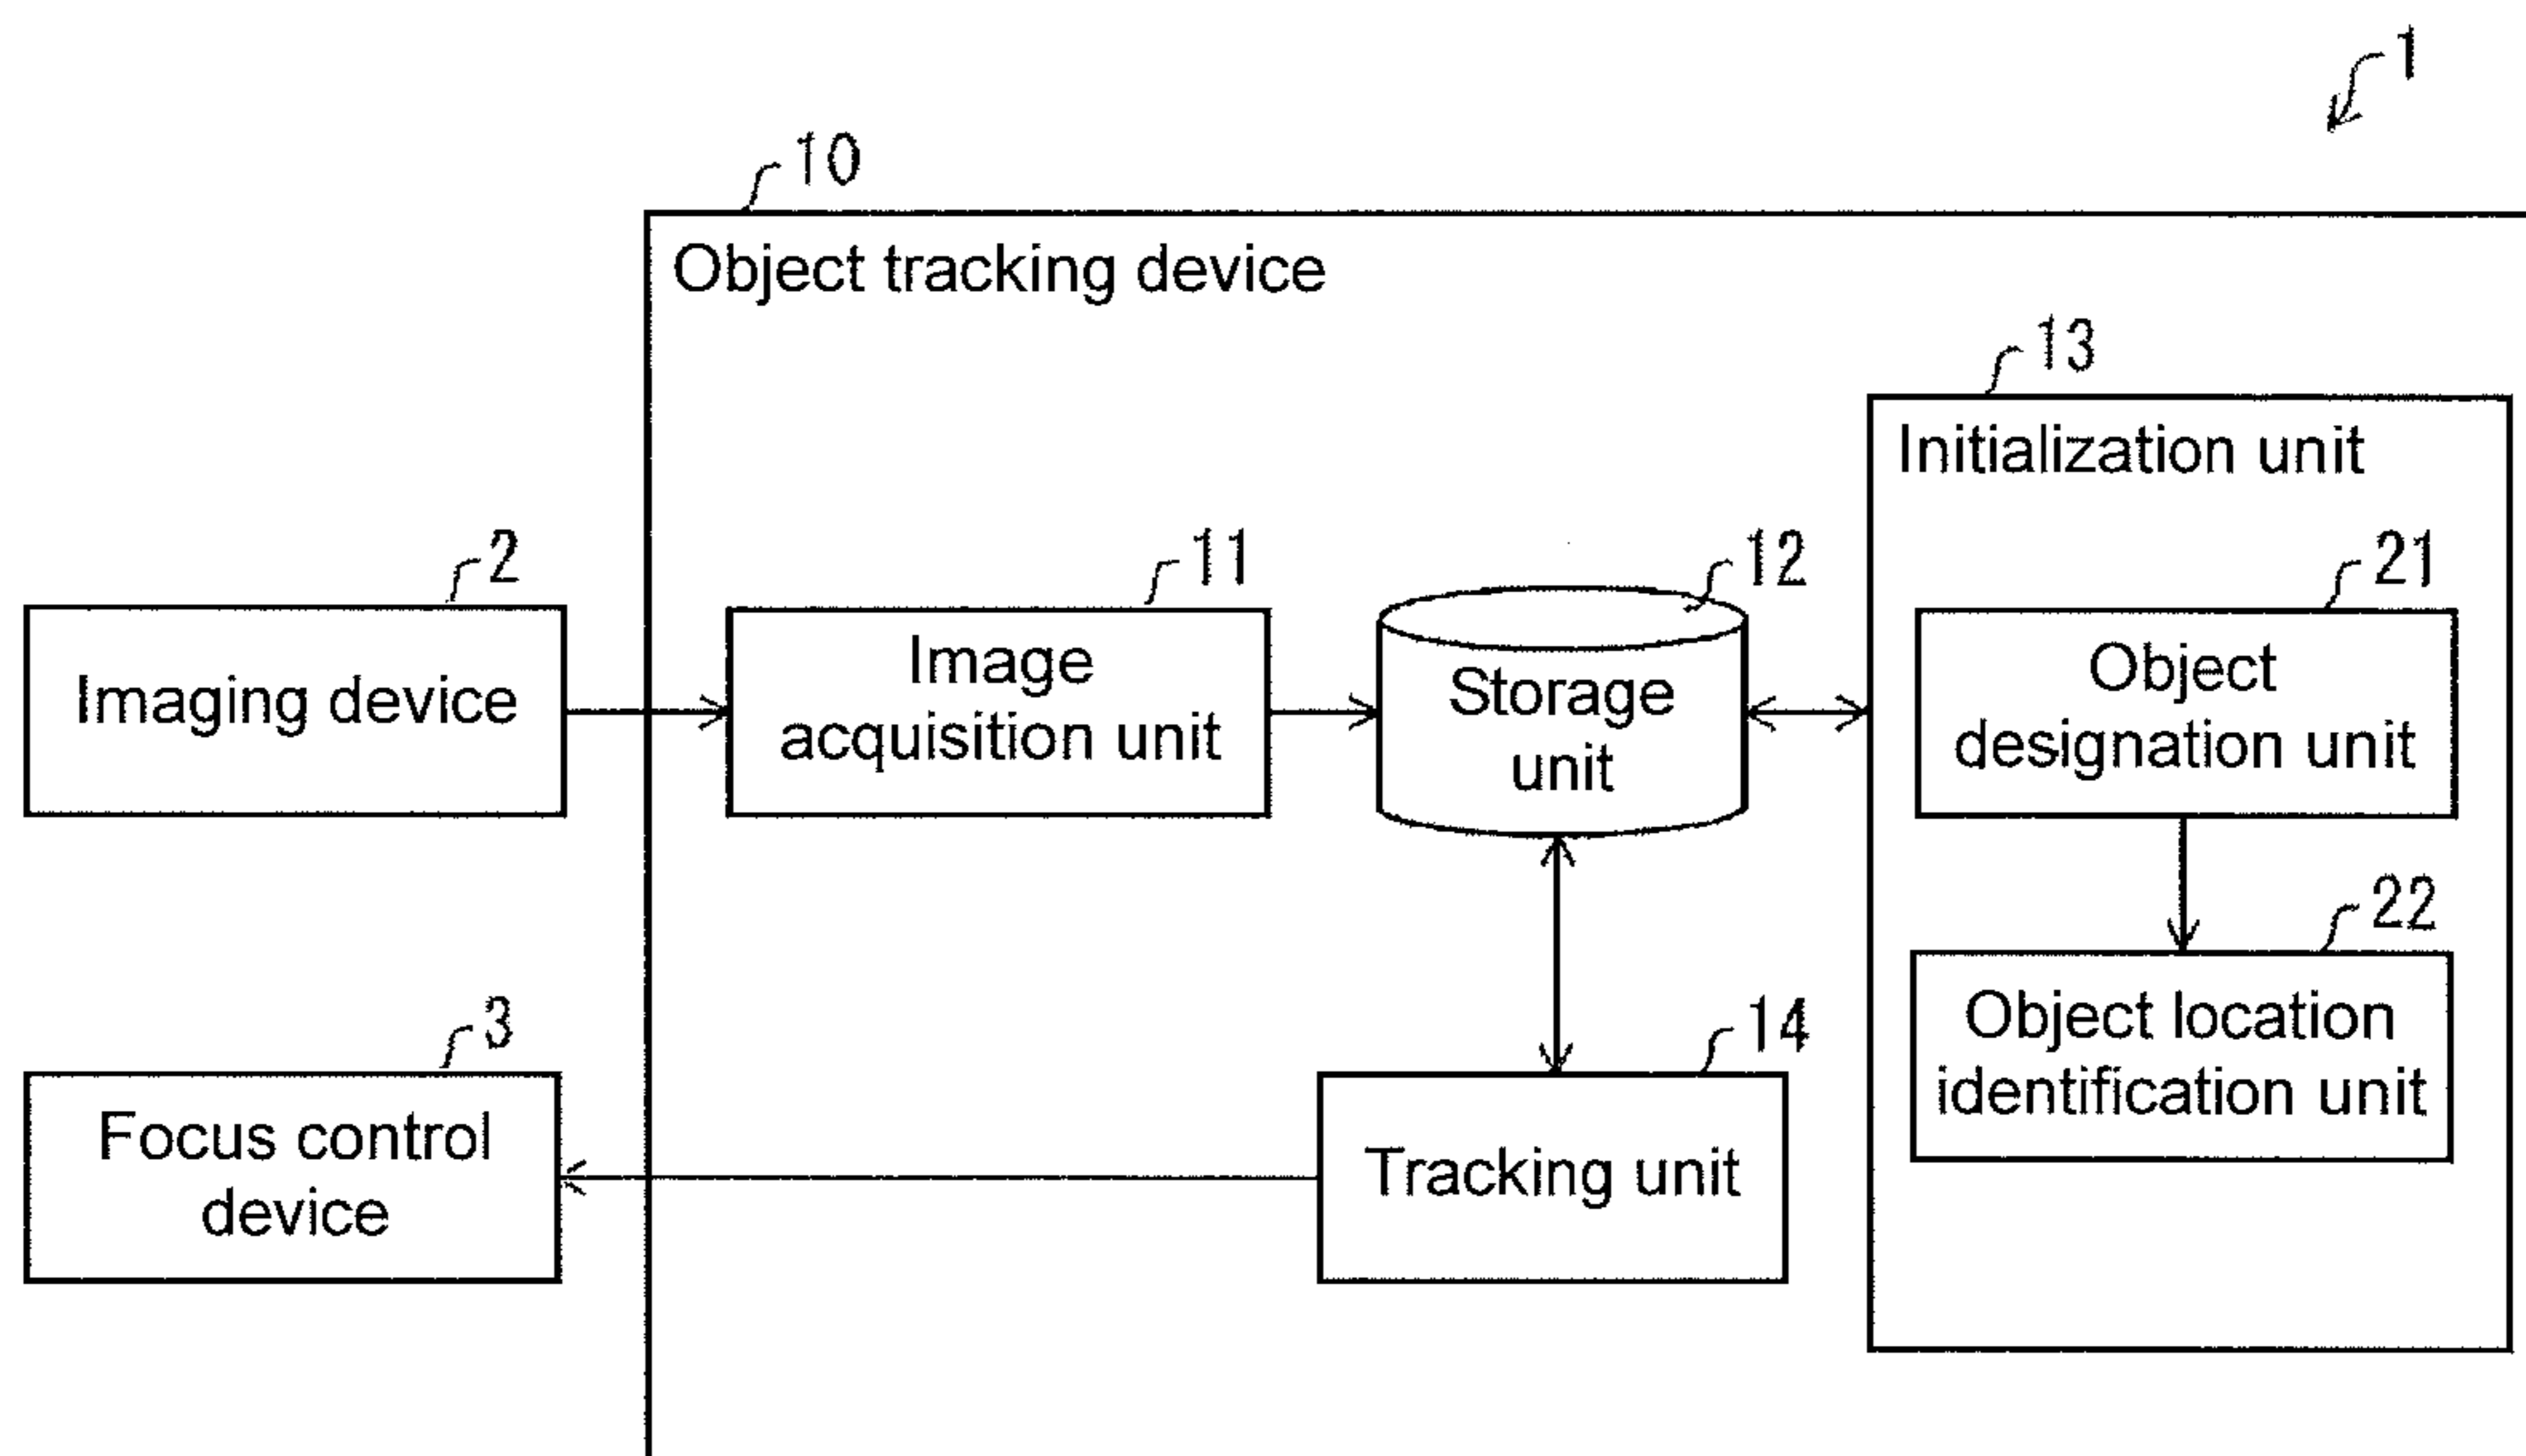 1
10
Object tracking device
13
Initialization unit
2
Imaging device
11
Image
acquisition unit
12
Storage
unit
21
Object
designation unit
22
Object location
identification unit
3
Focus control
device
14
Tracking unit